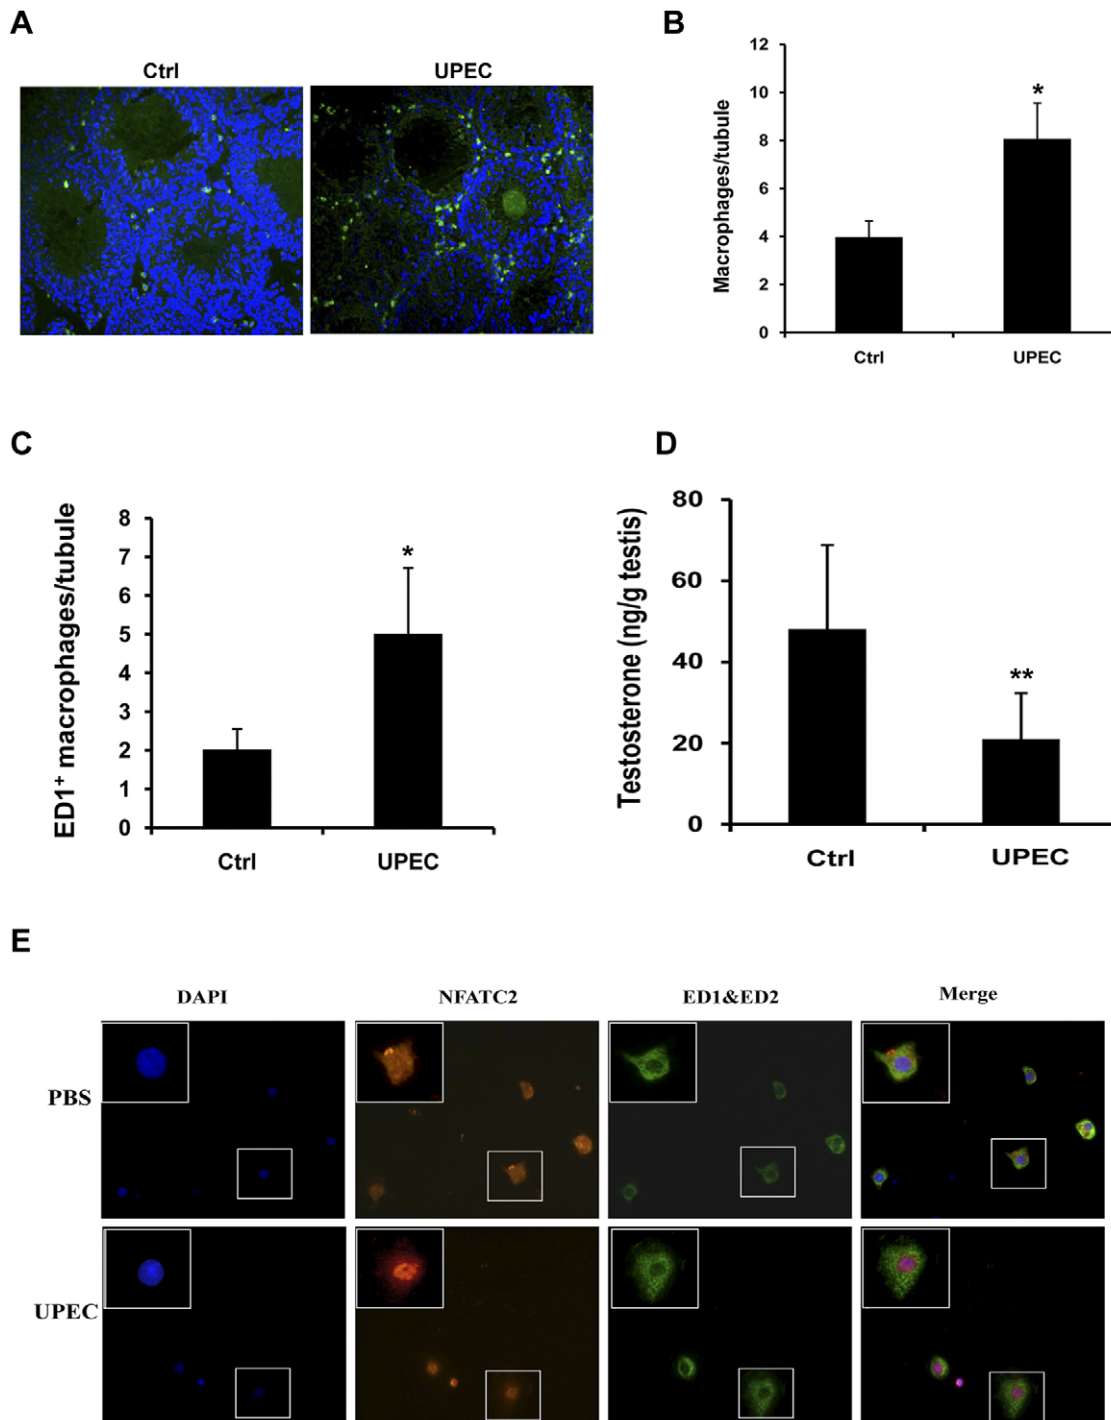 A
Ctrl
UPEC
B
Macrophages/tubule
12
10
8
6
4
2
0
*
Ctrl
UPEC
C
ED1⁺ macrophages/tubule
8
7
6
5
4
3
2
1
0
*
Ctrl
UPEC
D
Testosterone (ng/g testis)
80
60
40
20
0
**
Ctrl
UPEC
E
DAPI
NFATC2
ED1&ED2
Merge
PBS
UPEC